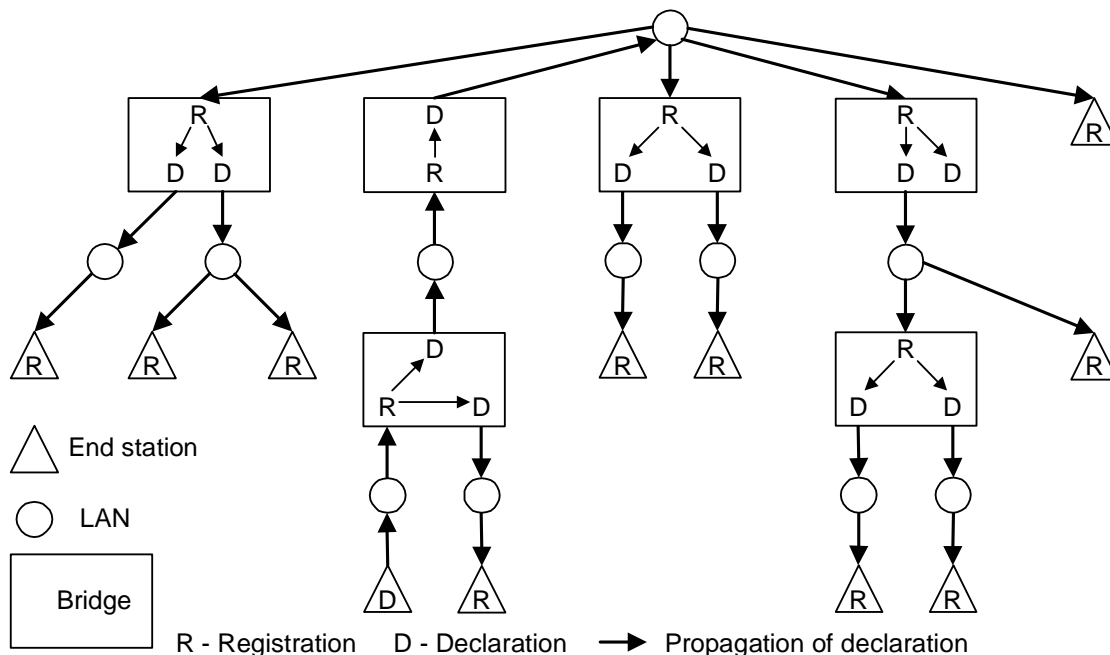 R D R R R
D D R D D D D
R R R D R R R R
R D D D
End station
LAN
D R R R
Bridge
R - Registration D - Declaration Propagation of declaration